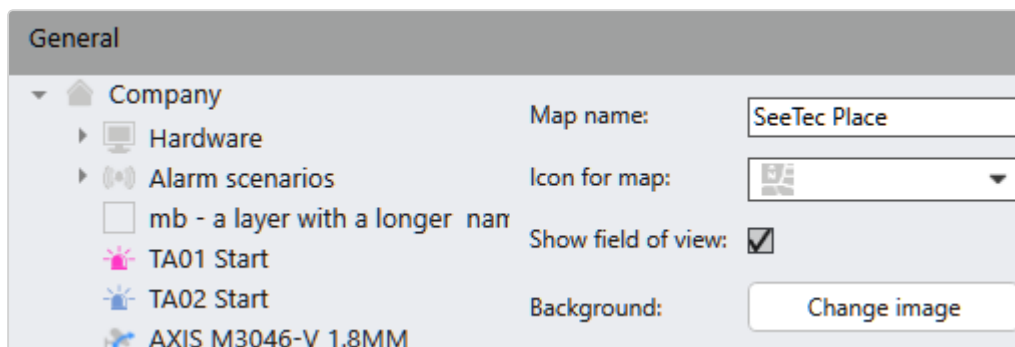 General
Company
Hardware
Alarm scenarios
mb - a layer with a longer nam
TA01 Start
TA02 Start
AXIS M3046-V 1.8MM
Map name:
SeeTec Place
Icon for map:
Show field of view:
Background:
Change image